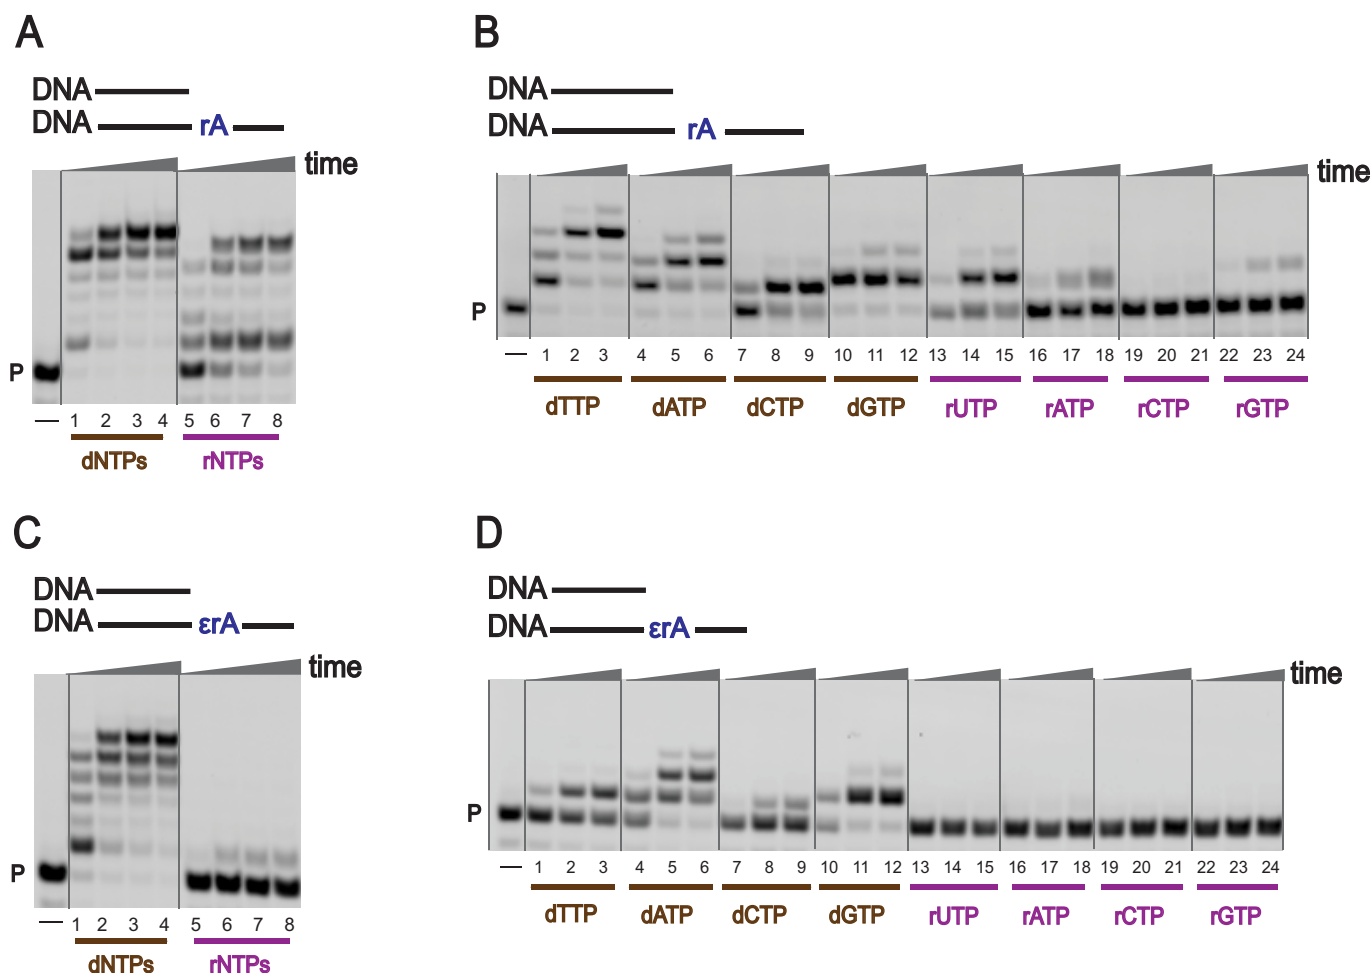 A
DNA
DNA rA
time
P
— 1 2 3 4 5 6 7 8
dNTPs rNTPs
B
DNA
DNA rA
time
P
— 1 2 3 4 5 6 7 8 9 10 11 12 13 14 15 16 17 18 19 20 21 22 23 24
dTTP dATP dCTP dGTP rUTP rATP rCTP rGTP
C
DNA
DNA εrA
time
P
— 1 2 3 4 5 6 7 8
dNTPs rNTPs
D
DNA
DNA εrA
time
P
— 1 2 3 4 5 6 7 8 9 10 11 12 13 14 15 16 17 18 19 20 21 22 23 24
dTTP dATP dCTP dGTP rUTP rATP rCTP rGTP